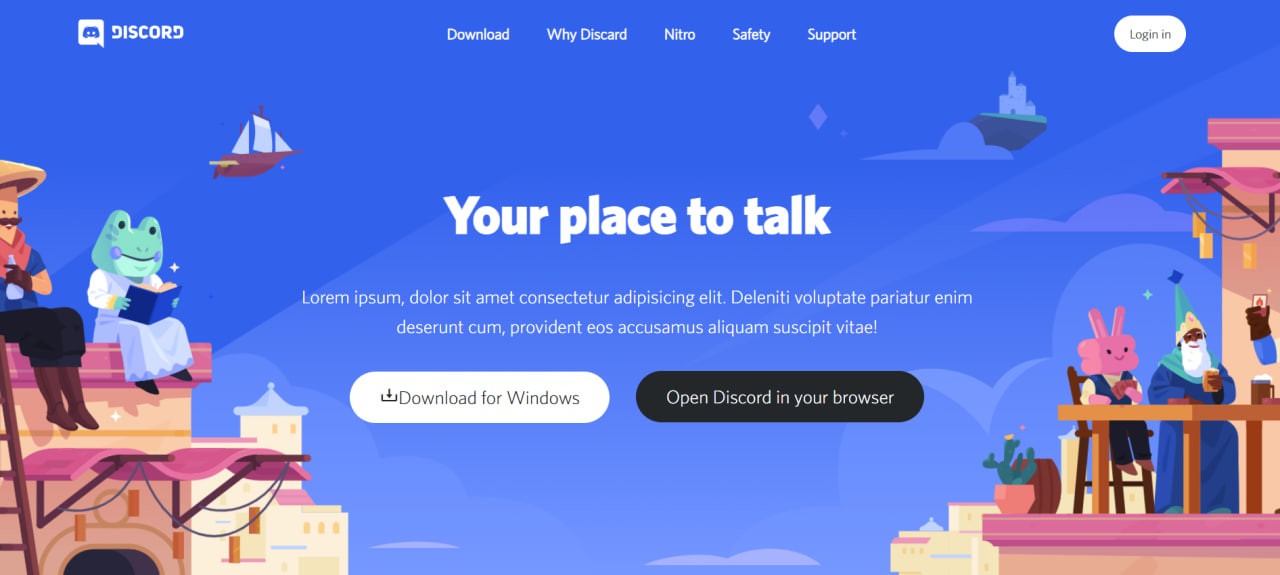 DISCORD
Download Why Discard Nitro Safety Support
Login in
Your place to talk
Lorem ipsum, dolor sit amet consectetur adipisicing elit. Deleniti voluptate pariatur enim
deserunt cum, provident eos accusamus aliquam suscipit vitae!
Download for Windows
Open Discord in your browser